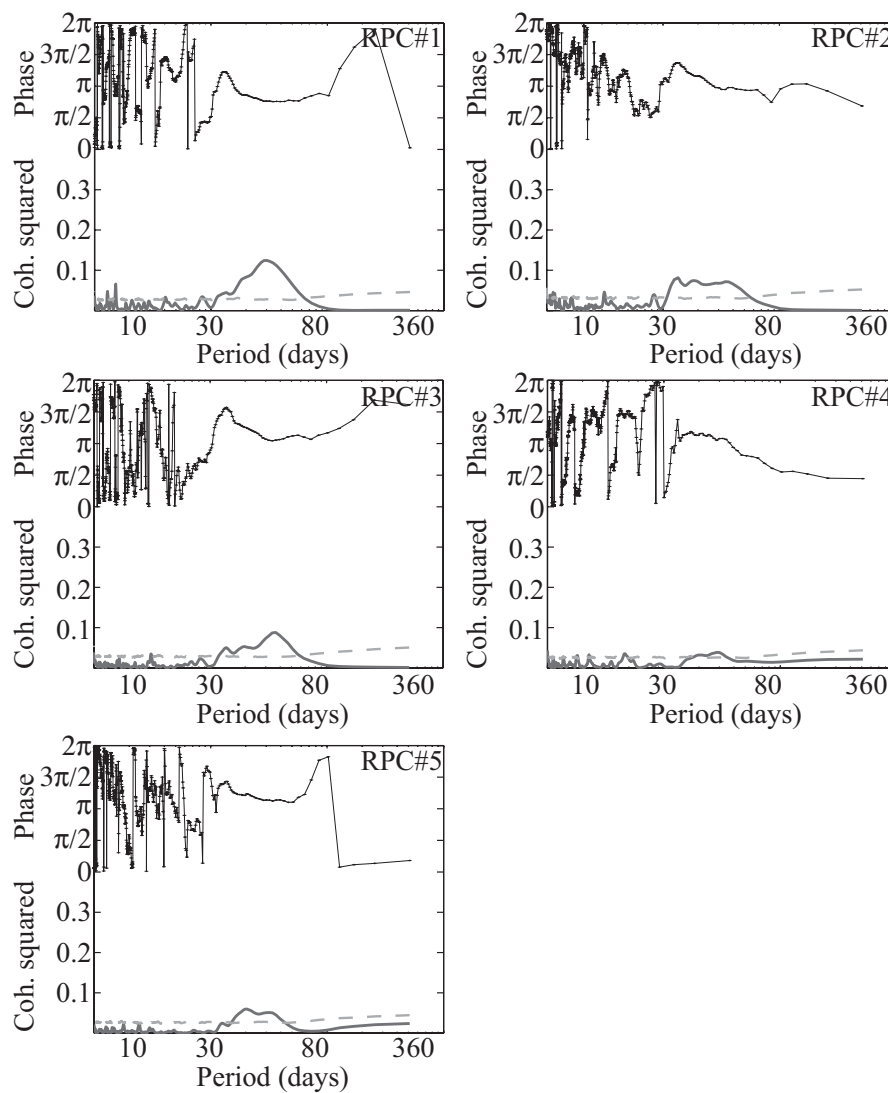 RPC#1
2π
3π/2
π
π/2
0
Phase
0.3
0.2
0.1
Coh. squared
10 30 80 360
Period (days)
RPC#2
2π
3π/2
π
π/2
0
Phase
0.3
0.2
0.1
Coh. squared
10 30 80 360
Period (days)
RPC#3
2π
3π/2
π
π/2
0
Phase
0.3
0.2
0.1
Coh. squared
10 30 80 360
Period (days)
RPC#4
2π
3π/2
π
π/2
0
Phase
0.3
0.2
0.1
Coh. squared
10 30 80 360
Period (days)
RPC#5
2π
3π/2
π
π/2
0
Phase
0.3
0.2
0.1
Coh. squared
10 30 80 360
Period (days)